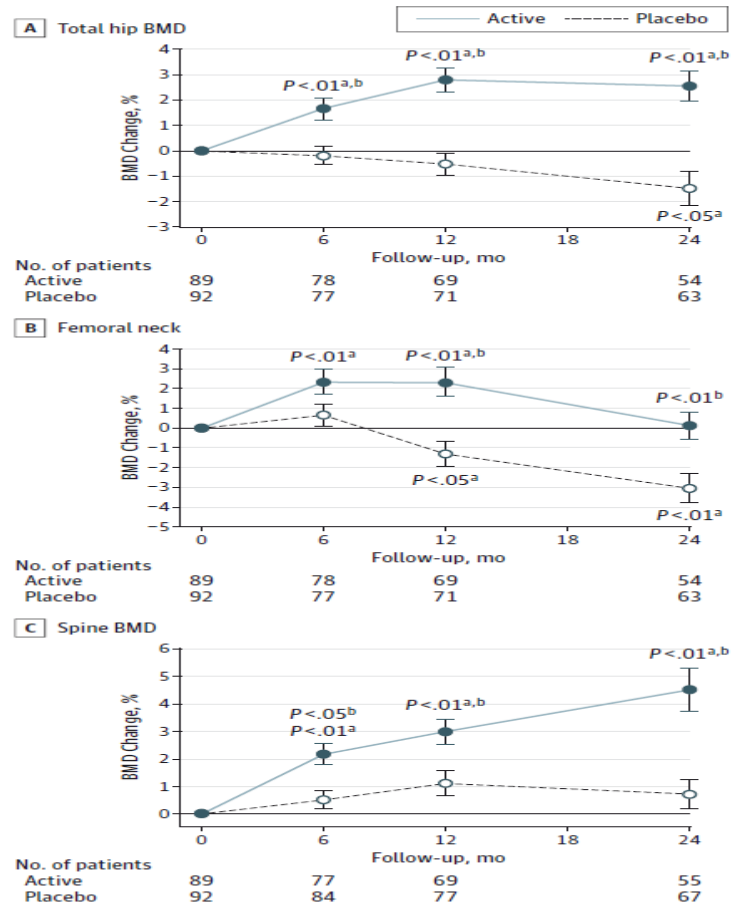 Active Placebo
A Total hip BMD
4
3
2
1
0
−1
−2
−3
BMD Change, %
P<.01a,b
P<.01a,b
P<.01a,b
P<.05a
0 6 12 18 24
Follow-up, mo
No. of patients
Active 89 78 69 54
Placebo 92 77 71 63
B Femoral neck
4
3
2
1
0
−1
−2
−3
−4
−5
BMD Change, %
P<.01a
P<.01a,b
P<.01b
P<.05a
P<.01a
0 6 12 18 24
Follow-up, mo
No. of patients
Active 89 78 69 54
Placebo 92 77 71 63
C Spine BMD
6
5
4
3
2
1
0
BMD Change, %
P<.05b
P<.01a
P<.01a,b
P<.01a,b
0 6 12 18 24
Follow-up, mo
No. of patients
Active 89 77 69 55
Placebo 92 84 77 67